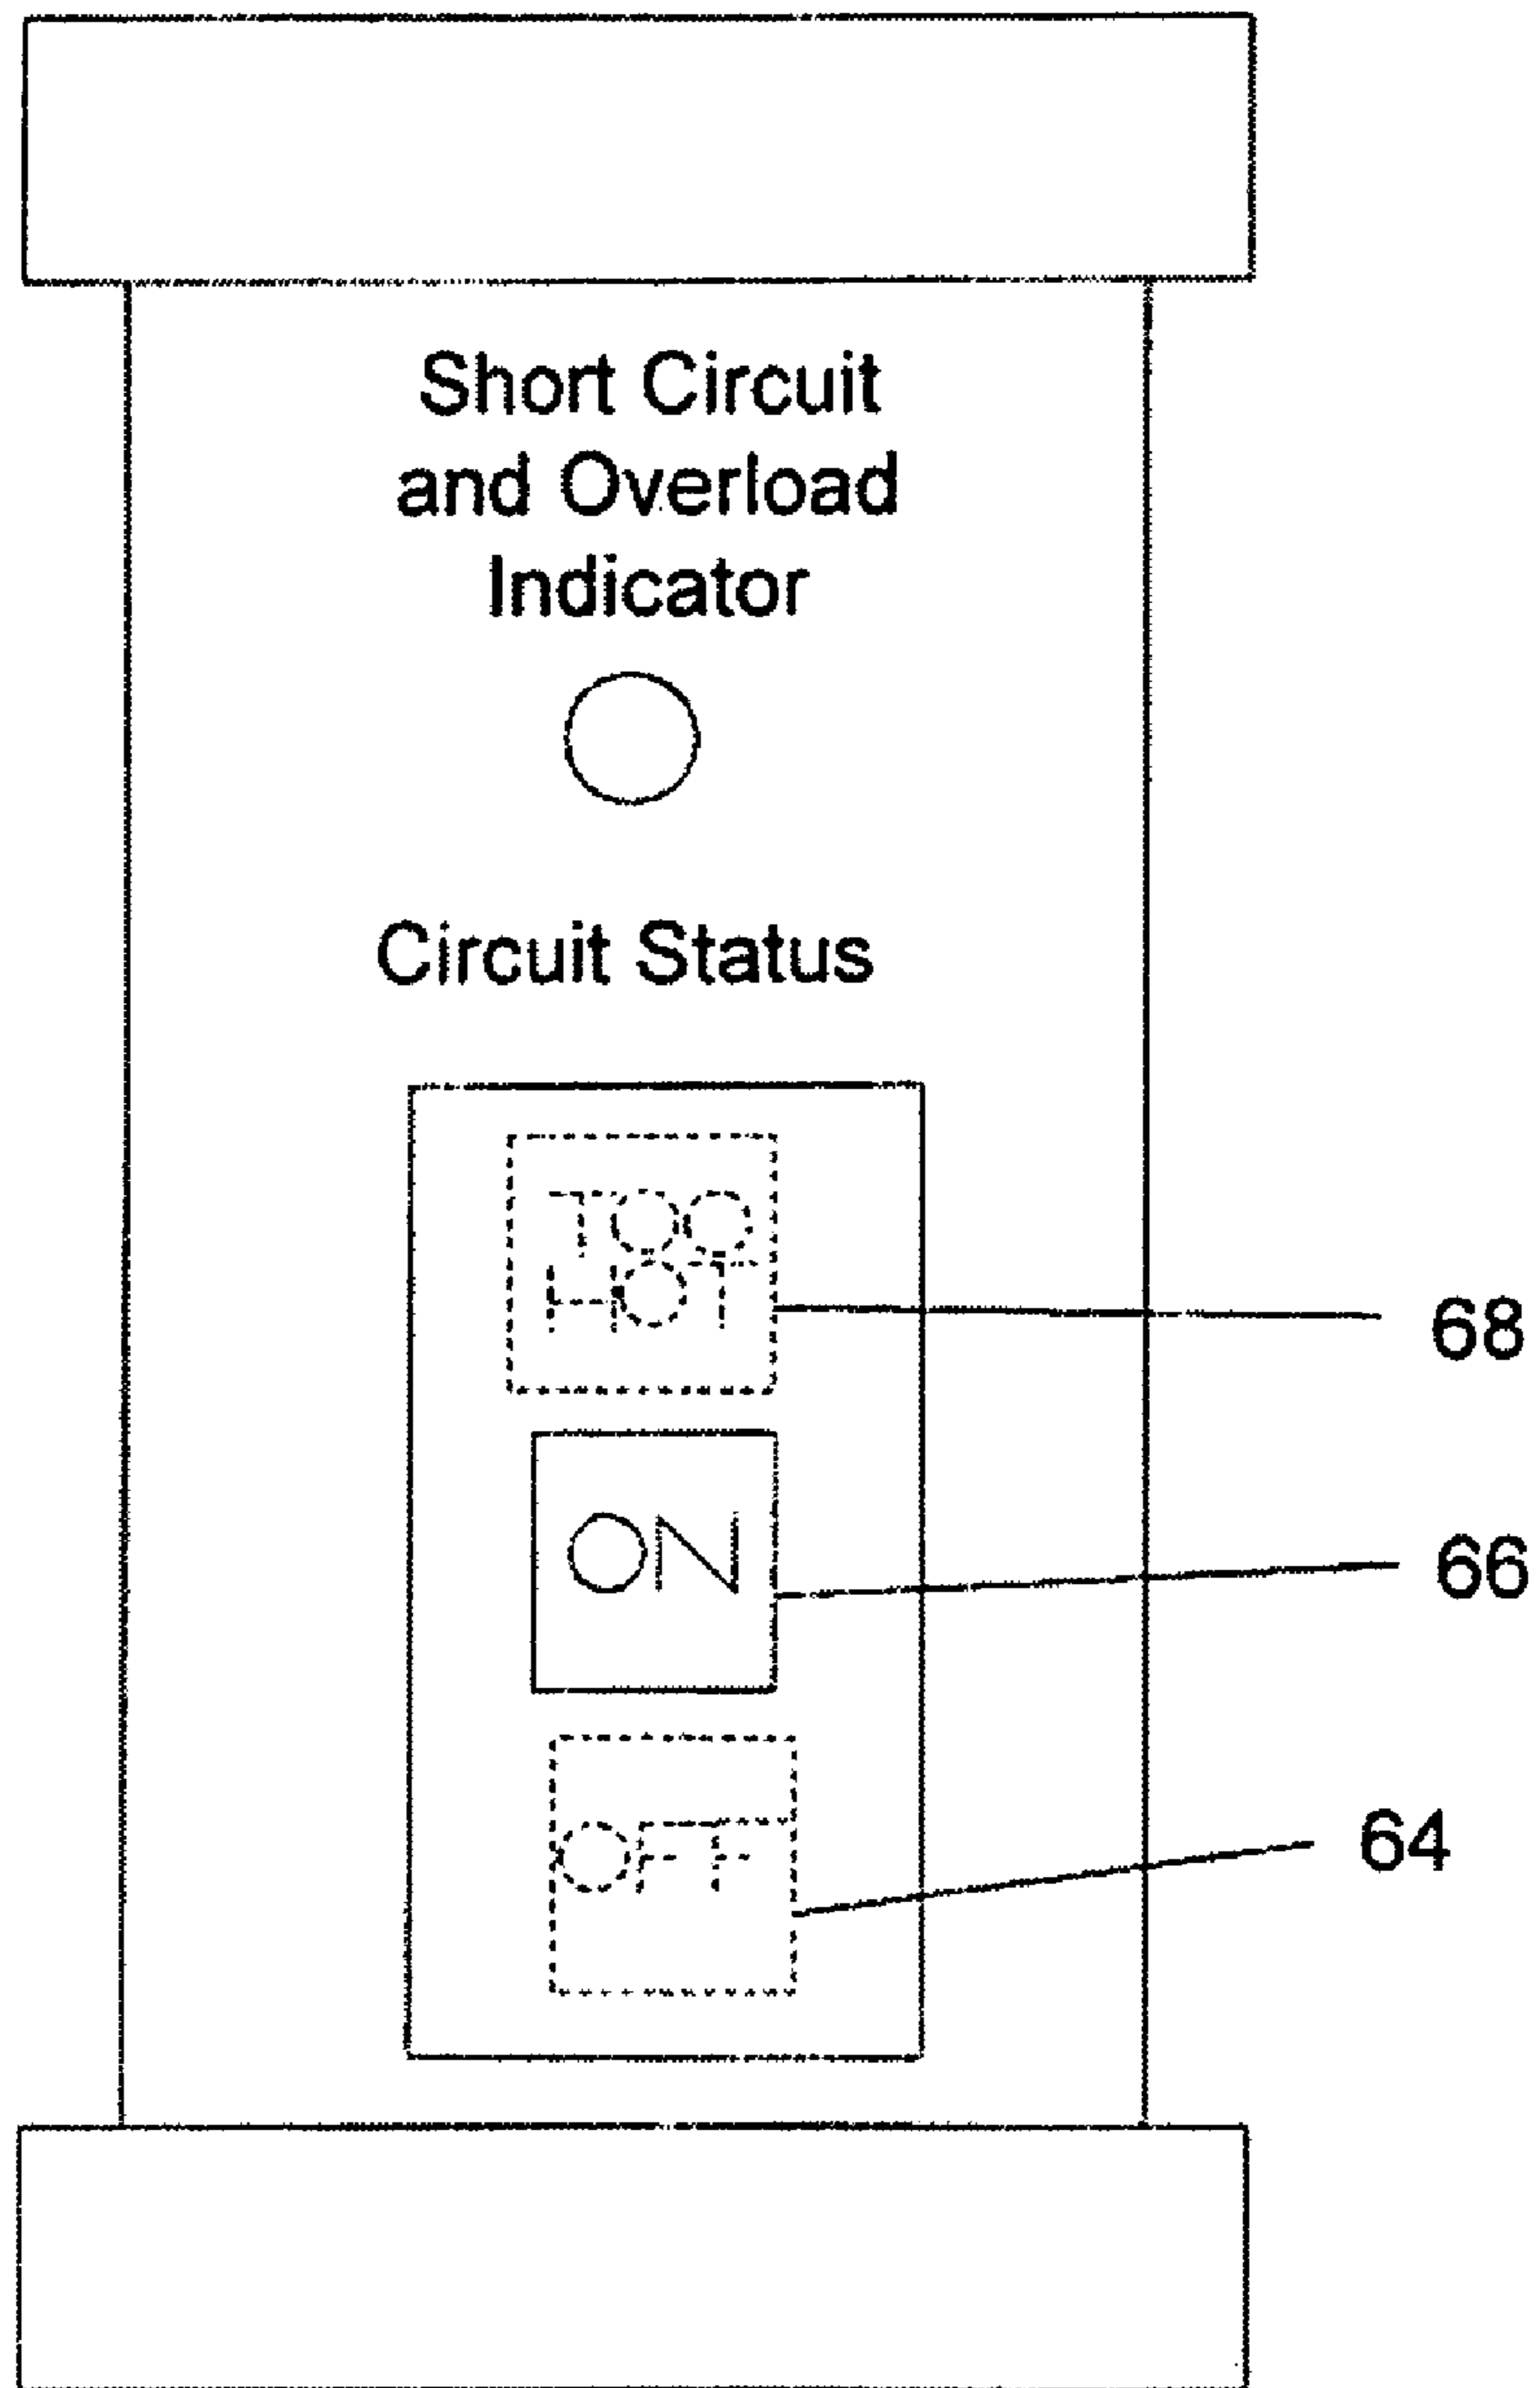 Short Circuit
and Overload
Indicator
Circuit Status
TOO
HOT
68
ON
66
OFF
64